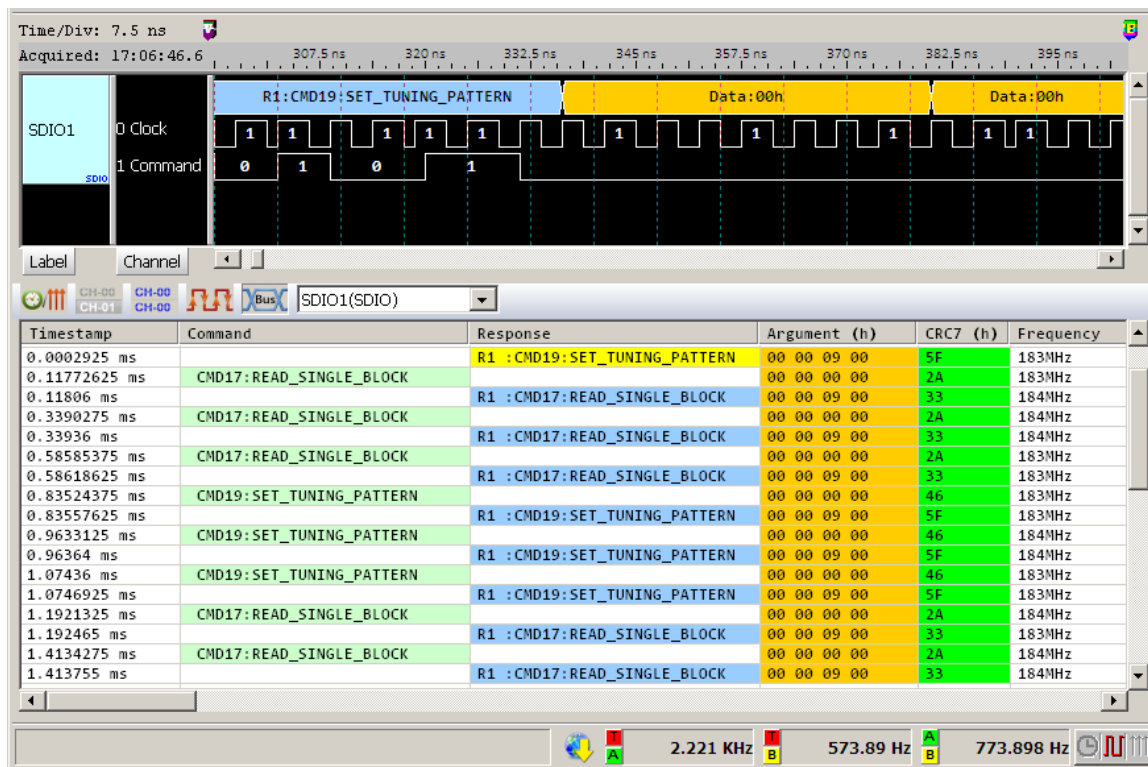 Time/Div: 7.5 ns
Acquired: 17:06:46.6 307.5 ns 320 ns 332.5 ns 345 ns 357.5 ns 370 ns 382.5 ns 395 ns
R1:CMD19:SET_TUNING_PATTERN Data:00h Data:00h
SDIO1 0 Clock 1 1 1 1 1 1 1 1 1 1
1 Command 0 1 0 1
SDIO
Label Channel
CH-00 CH-01 CH-00 CH-00 Bus SDIO1(SDIO)
Timestamp Command Response Argument (h) CRC7 (h) Frequency
0.0002925 ms R1 :CMD19:SET_TUNING_PATTERN 00 00 09 00 5F 183MHz
0.11772625 ms CMD17:READ_SINGLE_BLOCK 00 00 00 00 2A 183MHz
0.11806 ms R1 :CMD17:READ_SINGLE_BLOCK 00 00 09 00 33 184MHz
0.3390275 ms CMD17:READ_SINGLE_BLOCK 00 00 00 00 2A 184MHz
0.33936 ms R1 :CMD17:READ_SINGLE_BLOCK 00 00 09 00 33 184MHz
0.58585375 ms CMD17:READ_SINGLE_BLOCK 00 00 00 00 2A 183MHz
0.58618625 ms R1 :CMD17:READ_SINGLE_BLOCK 00 00 09 00 33 184MHz
0.83524375 ms CMD19:SET_TUNING_PATTERN 00 00 00 00 46 183MHz
0.83557625 ms R1 :CMD19:SET_TUNING_PATTERN 00 00 09 00 5F 183MHz
0.9633125 ms CMD19:SET_TUNING_PATTERN 00 00 00 00 46 184MHz
0.96364 ms R1 :CMD19:SET_TUNING_PATTERN 00 00 09 00 5F 184MHz
1.07436 ms CMD19:SET_TUNING_PATTERN 00 00 00 00 46 183MHz
1.0746925 ms R1 :CMD19:SET_TUNING_PATTERN 00 00 09 00 5F 183MHz
1.1921325 ms CMD17:READ_SINGLE_BLOCK 00 00 00 00 2A 184MHz
1.192465 ms R1 :CMD17:READ_SINGLE_BLOCK 00 00 09 00 33 183MHz
1.4134275 ms CMD17:READ_SINGLE_BLOCK 00 00 00 00 2A 184MHz
1.413755 ms R1 :CMD17:READ_SINGLE_BLOCK 00 00 09 00 33 184MHz
T A 2.221 KHz T B 573.89 Hz A B 773.898 Hz